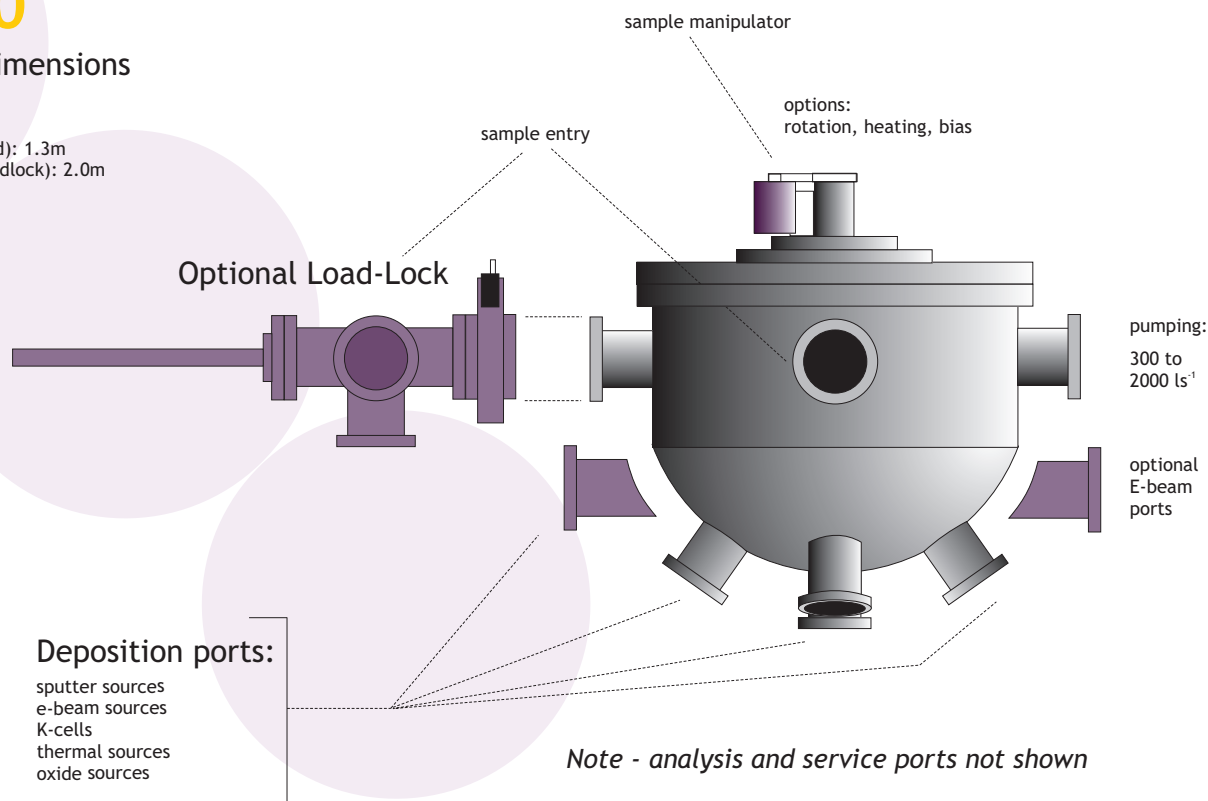 0
imensions
d): 1.3m
dlock): 2.0m
sample manipulator
options:
rotation, heating, bias
sample entry
Optional Load-Lock
pumping:
300 to
2000 ls⁻¹
optional
E-beam
ports
Deposition ports:
sputter sources
e-beam sources
K-cells
thermal sources
oxide sources
Note - analysis and service ports not shown